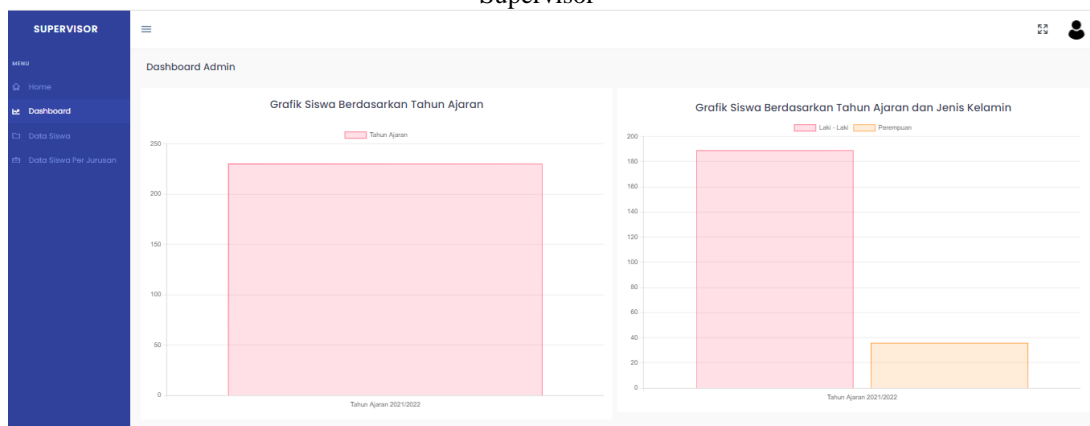 Supervisor
SUPERVISOR
MENU
Home
Dashboard
Data Siswa
Data Siswa Per Jurusan
Dashboard Admin
Grafik Siswa Berdasarkan Tahun Ajaran
Tahun Ajaran
250
200
150
100
50
0
Tahun Ajaran 2021/2022
Grafik Siswa Berdasarkan Tahun Ajaran dan Jenis Kelamin
Laki - Laki Perempuan
200
180
160
140
120
100
80
60
40
20
0
Tahun Ajaran 2021/2022